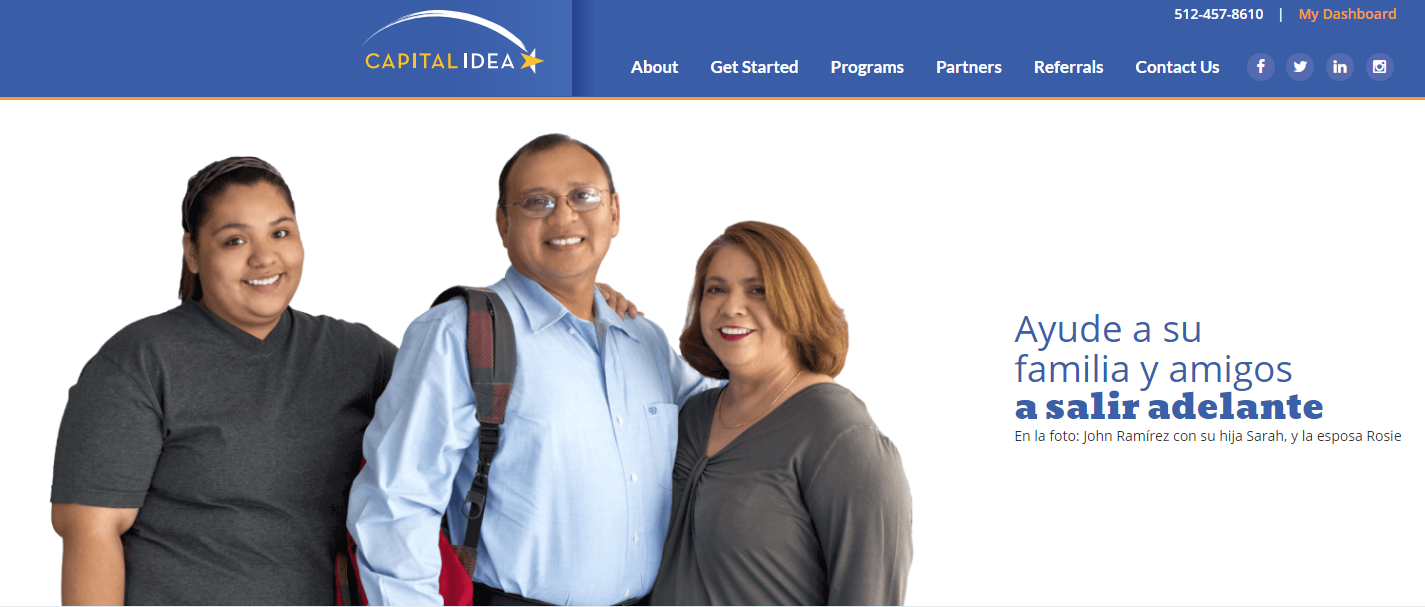 512-457-8610 | My Dashboard
CAPITAL IDEA
About Get Started Programs Partners Referrals Contact Us
Ayude a su
familia y amigos
a salir adelante
En la foto: John Ramírez con su hija Sarah, y la esposa Rosie